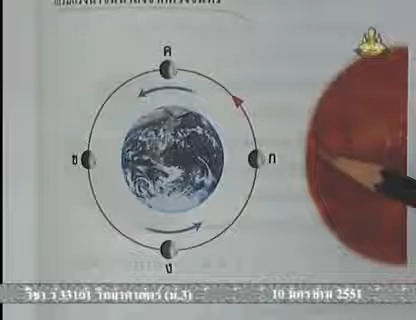 ค
ข
ก
ง
วิชา ว 33101 วิทยาศาสตร์ (ม.3)
10 มกราคม 2551